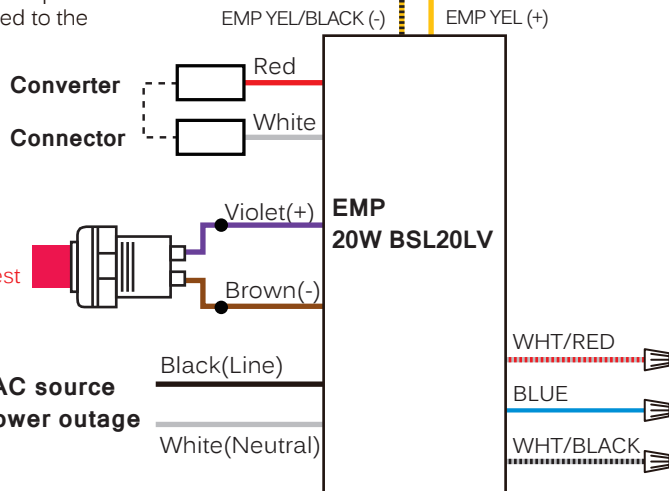 ed to the
EMP YEL/BLACK (-)
EMP YEL (+)
Red
Converter
White
Connector
Violet(+)
EMP
20W BSL20LV
est
Brown(-)
WHT/RED
Black(Line)
AC source
BLUE
ower outage
White(Neutral)
WHT/BLACK